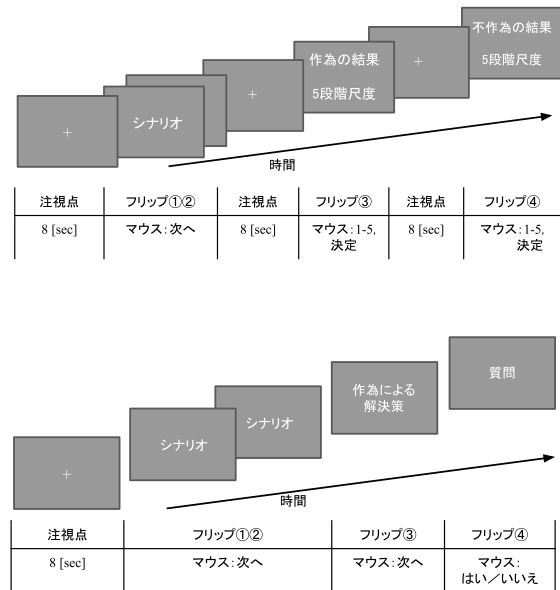 +
シナリオ
+
作為の結果
5段階尺度
+
不作為の結果
5段階尺度
時間
注視点 フリップ①② 注視点 フリップ③ 注視点 フリップ④
8 [sec] マウス:次へ 8 [sec] マウス:1-5, 8 [sec] マウス:1-5,
決定 決定
+
シナリオ
シナリオ
作為による
解決策
質問
時間
注視点 フリップ①② フリップ③ フリップ④
8 [sec] マウス:次へ マウス:次へ マウス:
はい/いいえ